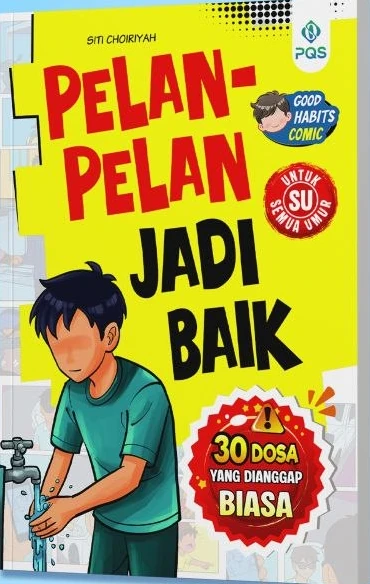 SITI CHOIRIYAH
PQS
PELAN-
PELAN
JADI
BAIK
GOOD
HABITS
COMIC
UNTUK
SU
SEMUA UMUR
30 DOSA
YANG DIANGGAP
BIASA